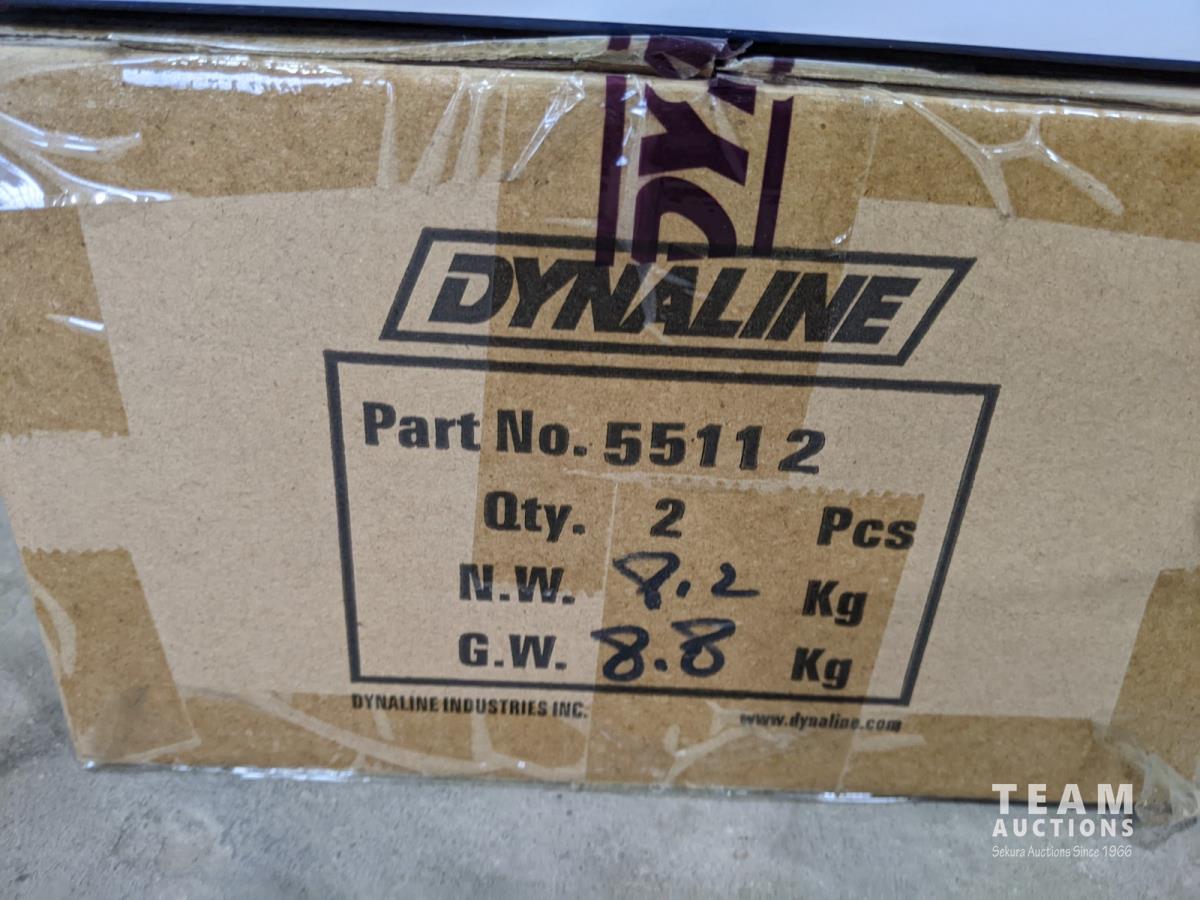 DYNALINE
Part No. 55112
Qty. 2 Pcs
N.W. 8.2 Kg
G.W. 8.8 Kg
DYNALINE INDUSTRIES INC. www.dynaline.com
TEAM
AUCTIONS
Sekura Auctions Since 1966